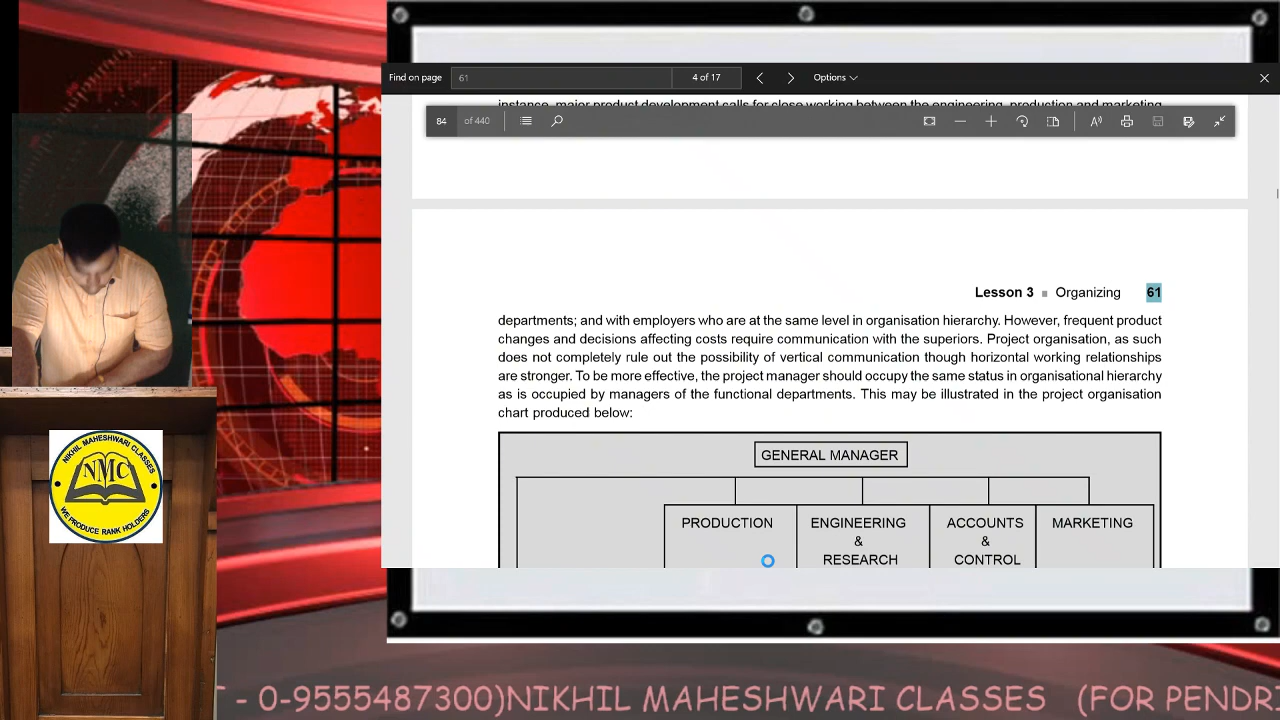 Find on page 61 4 of 17 Options
instance, major product development calls for close working between the engineering, production and marketing
84 of 440
Lesson 3 ■ Organizing 61
departments; and with employers who are at the same level in organisation hierarchy. However, frequent product
changes and decisions affecting costs require communication with the superiors. Project organisation, as such
does not completely rule out the possibility of vertical communication though horizontal working relationships
are stronger. To be more effective, the project manager should occupy the same status in organisational hierarchy
as is occupied by managers of the functional departments. This may be illustrated in the project organisation
chart produced below:
GENERAL MANAGER
PRODUCTION
ENGINEERING
&
RESEARCH
ACCOUNTS
&
CONTROL
MARKETING
NIKHIL MAHESHWARI CLASSES
NMC
WE PRODUCE RANK HOLDERS
- 0-9555487300)NIKHIL MAHESHWARI CLASSES (FOR PENDRI